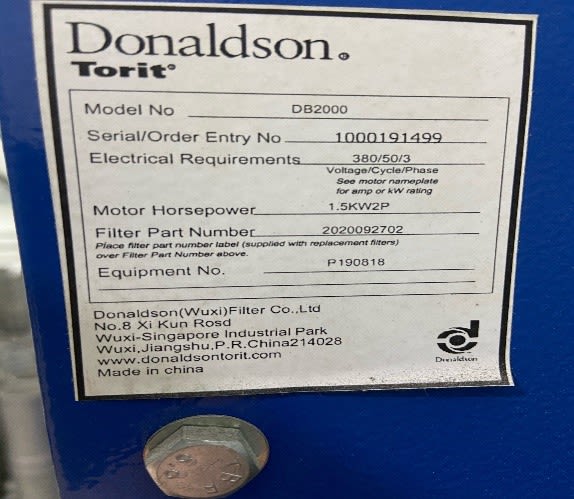 Donaldson®
Torit®
Model No DB2000
Serial/Order Entry No 1000191499
Electrical Requirements 380/50/3
Voltage/Cycle/Phase
See motor nameplate
for amp or kW rating
Motor Horsepower 1.5KW2P
Filter Part Number 2020092702
Place filter part number label (supplied with replacement filters)
over Filter Part Number above.
Equipment No. P190818
Donaldson(Wuxi)Filter Co.,Ltd
No.8 Xi Kun Rosd
Wuxi-Singapore Industrial Park
Wuxi,Jiangshu,P.R.China214028
www.donaldsontorit.com
Made in china
Donaldson
8.8